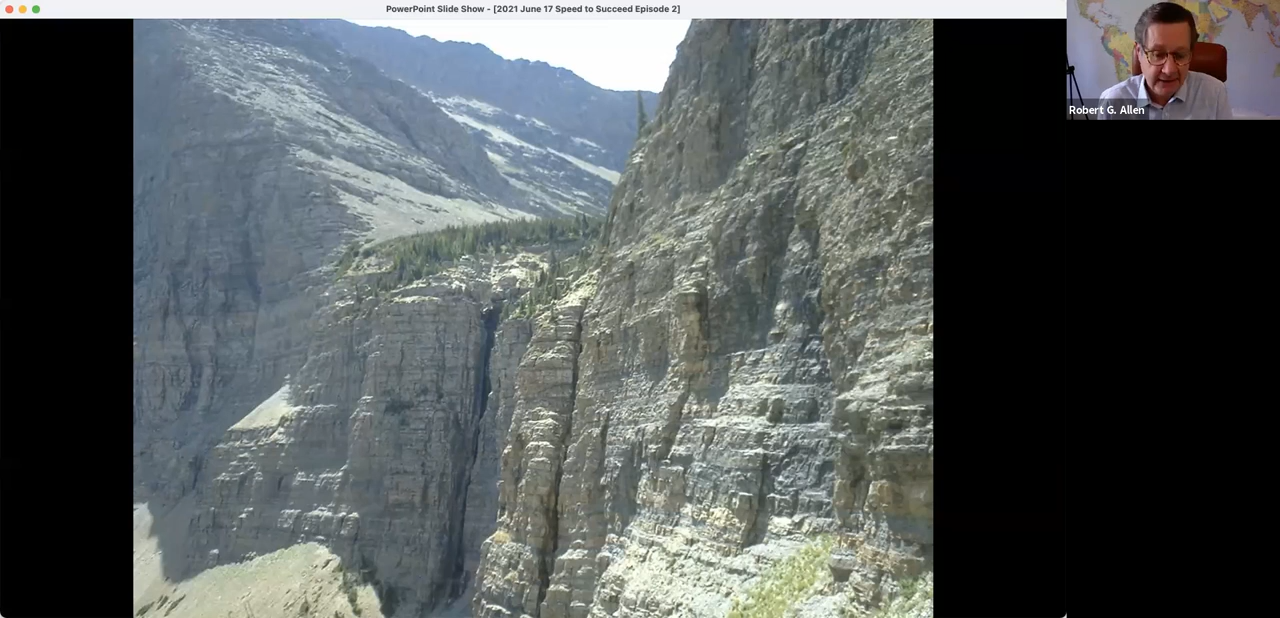 PowerPoint Slide Show - [2021 June 17 Speed to Succeed Episode 2]
Robert G. Allen